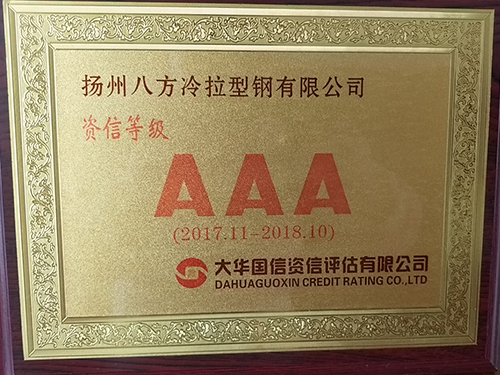 扬州八方冷拉型钢有限公司
资信等级
AAA
(2017.11-2018.10)
大华国信资信评估有限公司
DAHUAGUOXIN CREDIT RATING CO.,LTD